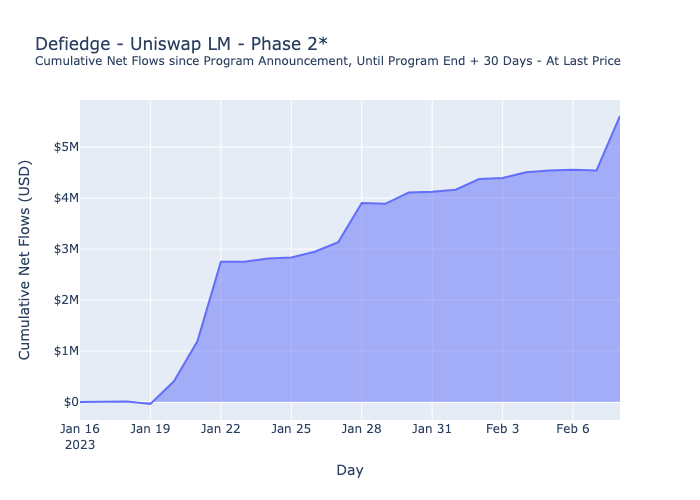 Defiedge - Uniswap LM - Phase 2*
Cumulative Net Flows since Program Announcement, Until Program End + 30 Days - At Last Price
Cumulative Net Flows (USD)
$5M
$4M
$3M
$2M
$1M
$0
Jan 16 Jan 19 Jan 22 Jan 25 Jan 28 Jan 31 Feb 3 Feb 6
2023
Day